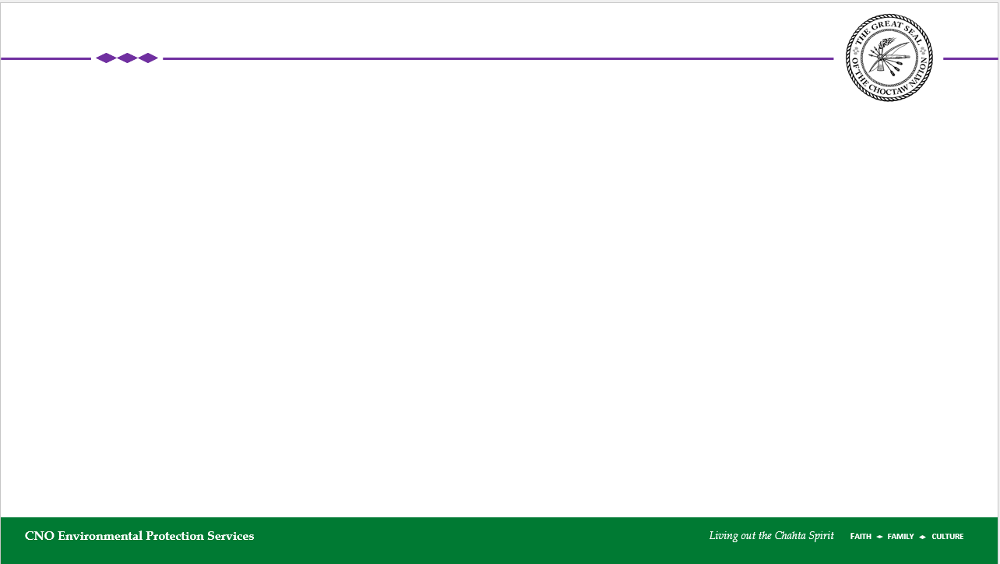 THE GREAT SEAL
OF THE CHOCTAW NATION
CNO Environmental Protection Services
Living out the Chahta Spirit
FAITH FAMILY CULTURE